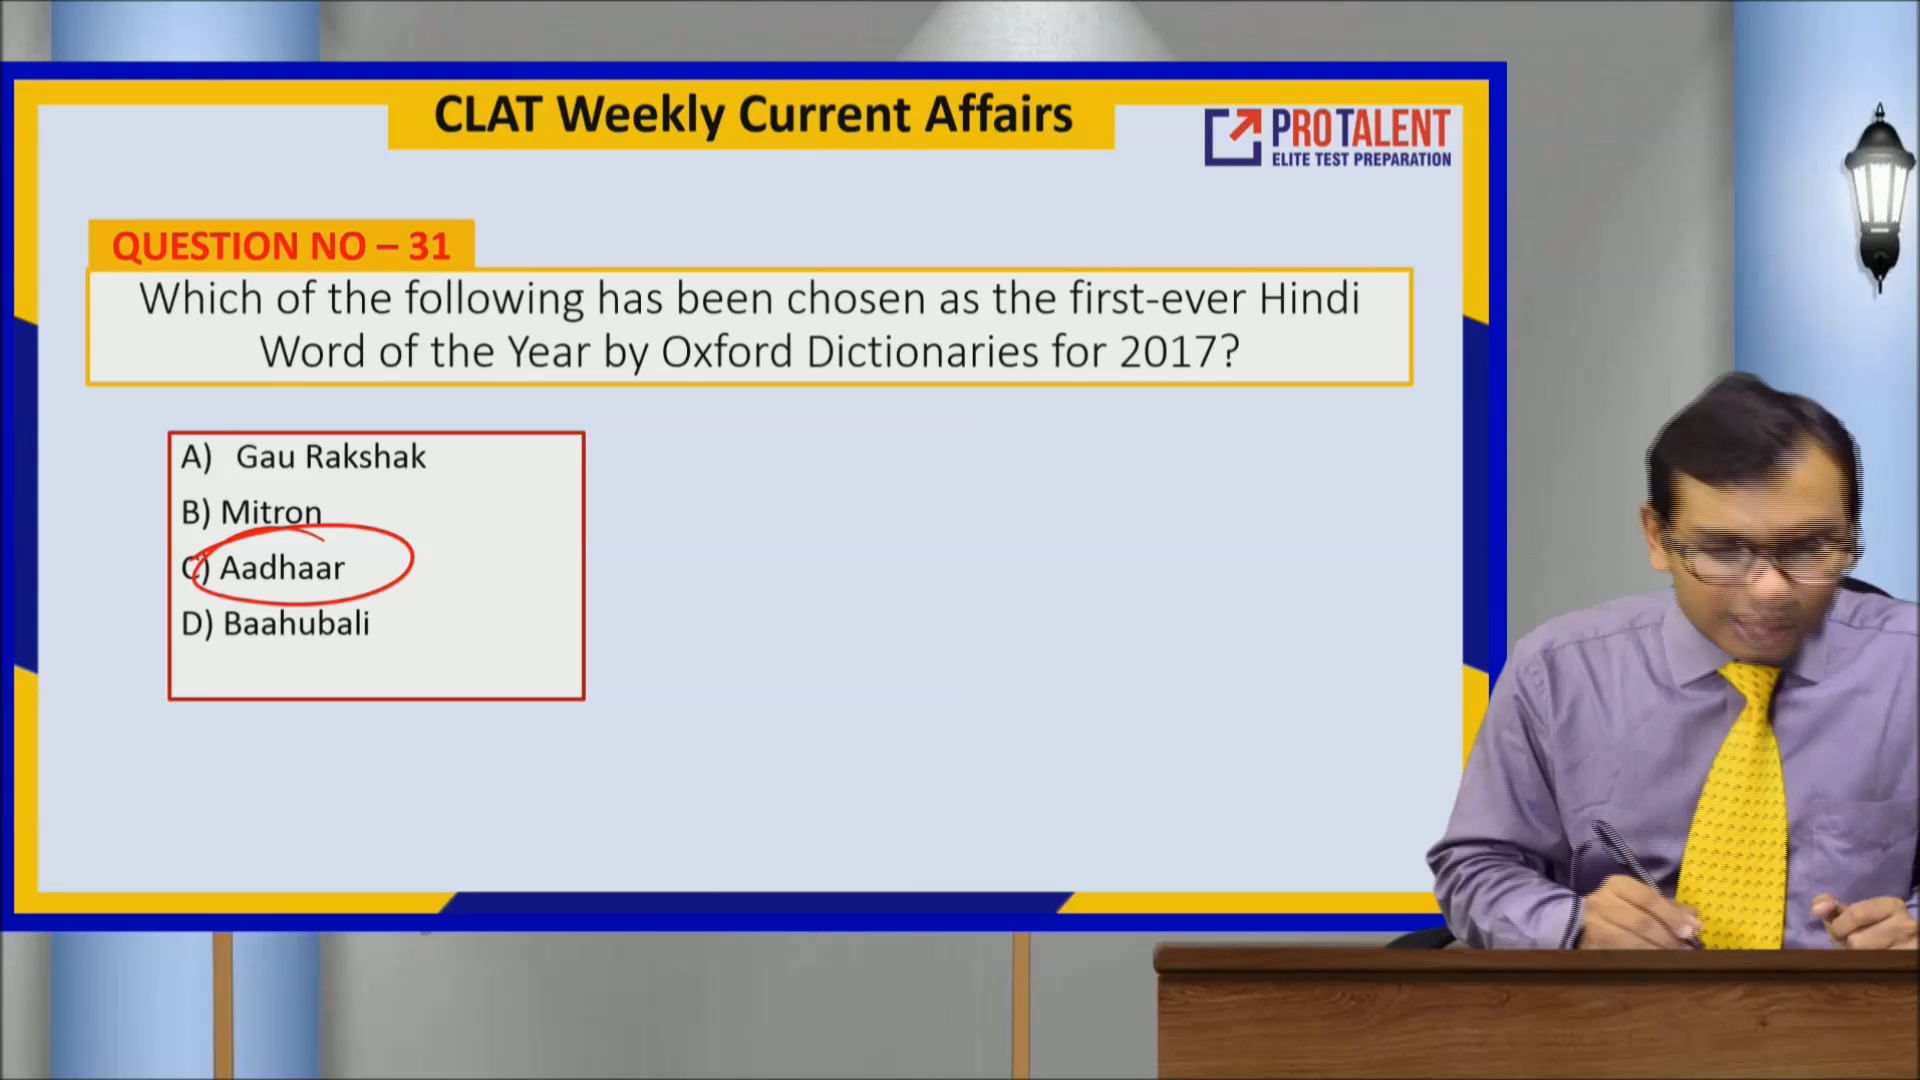 CLAT Weekly Current Affairs
PROTALENT
ELITE TEST PREPARATION
QUESTION NO – 31
Which of the following has been chosen as the first-ever Hindi
Word of the Year by Oxford Dictionaries for 2017?
A) Gau Rakshak
B) Mitron
C) Aadhaar
D) Baahubali